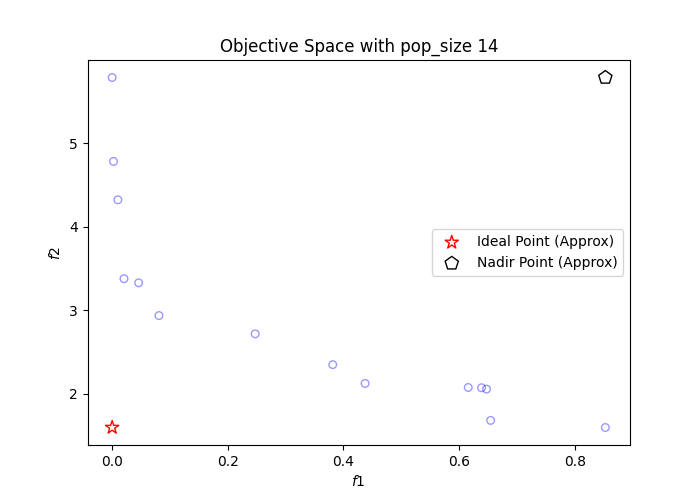 Objective Space with pop_size 14
f2
5
4
3
2
Ideal Point (Approx)
Nadir Point (Approx)
0.0 0.2 0.4 0.6 0.8
f1